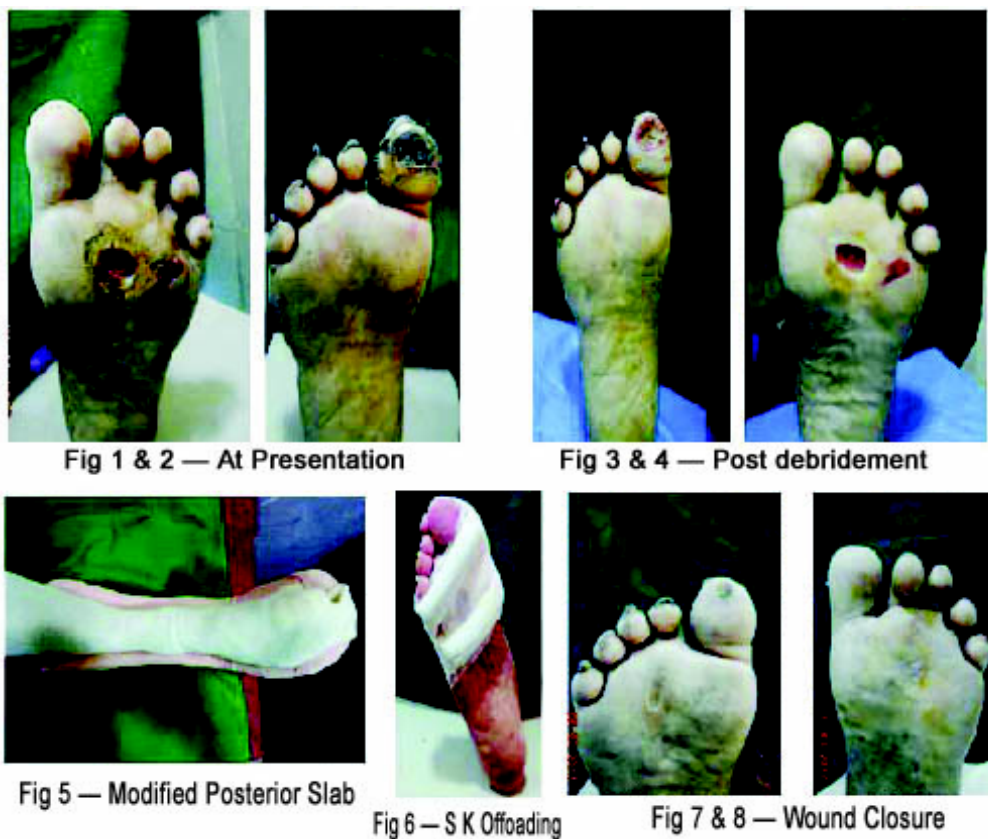 Fig 1 & 2 — At Presentation
Fig 3 & 4 — Post debridement
Fig 5 — Modified Posterior Slab
Fig 6 — S K Offoading
Fig 7 & 8 — Wound Closure